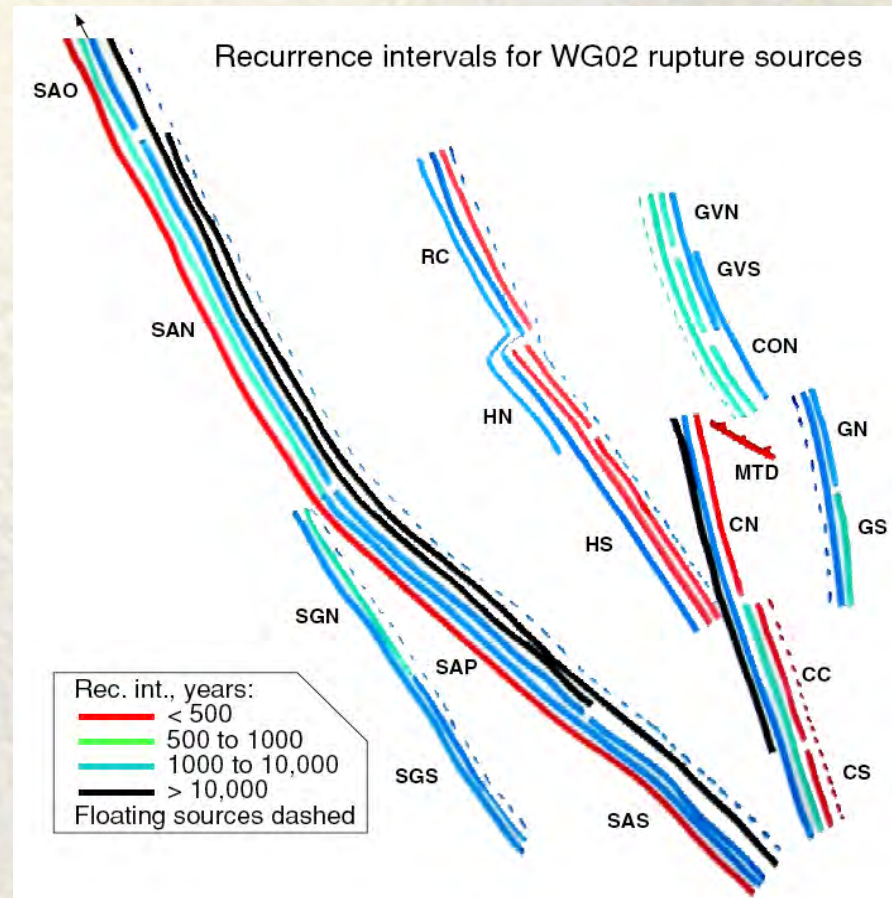 Recurrence intervals for WG02 rupture sources
SAO
RC
GVN
GVS
SAN
CON
HN
GN
MTD
CN
GS
HS
SGN
SAP
CC
SGS
CS
SAS
Rec. int., years:
< 500
500 to 1000
1000 to 10,000
> 10,000
Floating sources dashed